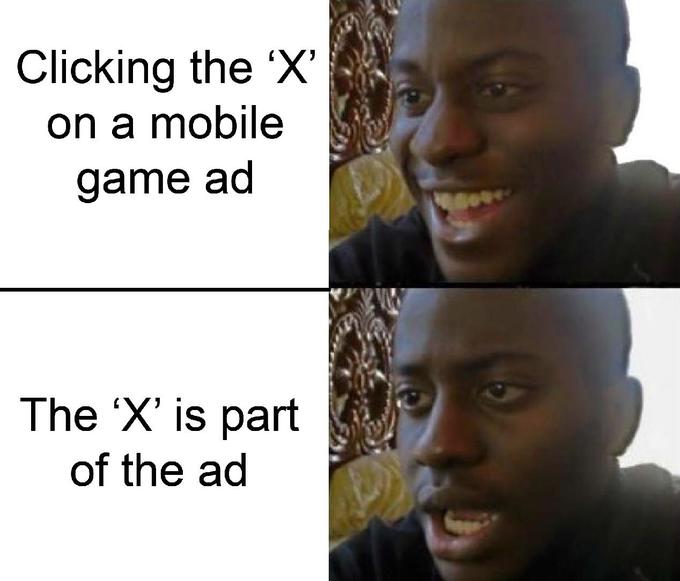 Clicking the ‘X’
on a mobile
game ad
The ‘X’ is part
of the ad